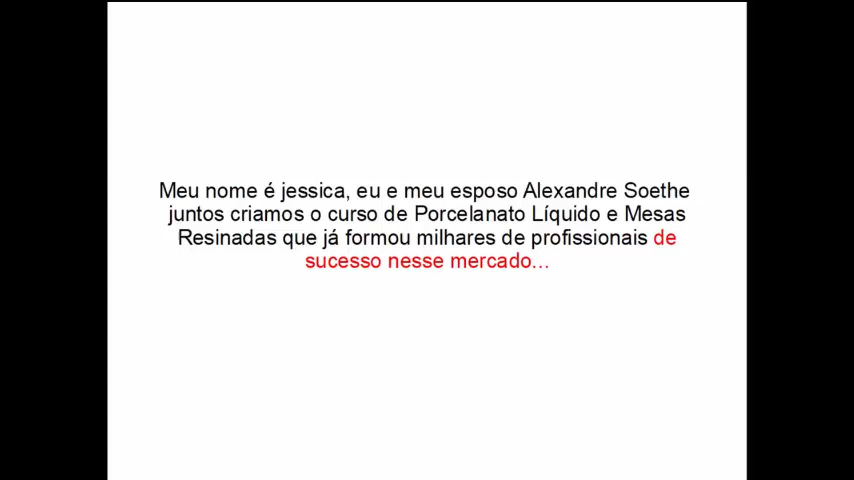 Meu nome é jessica, eu e meu esposo Alexandre Soethe
juntos criamos o curso de Porcelanato Líquido e Mesas
Resinadas que já formou milhares de profissionais de
sucesso nesse mercado...